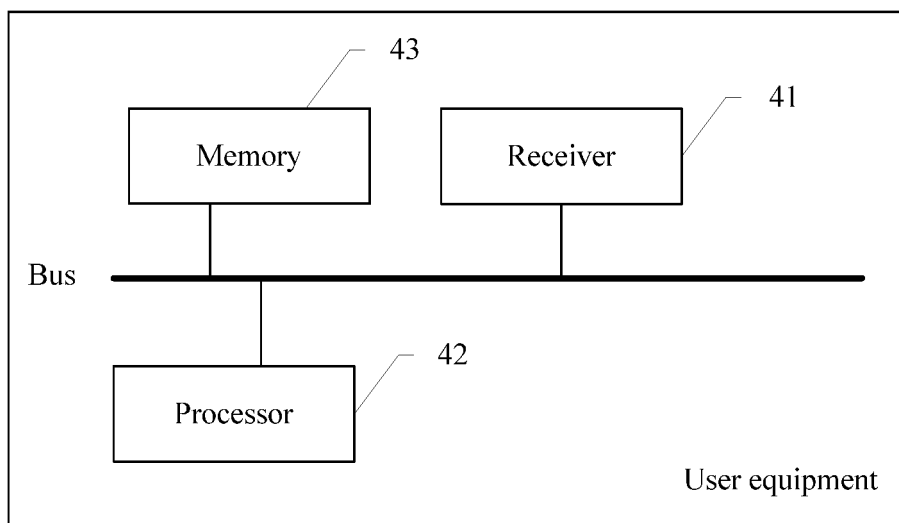 43
41
Memory
Receiver
Bus
42
Processor
User equipment